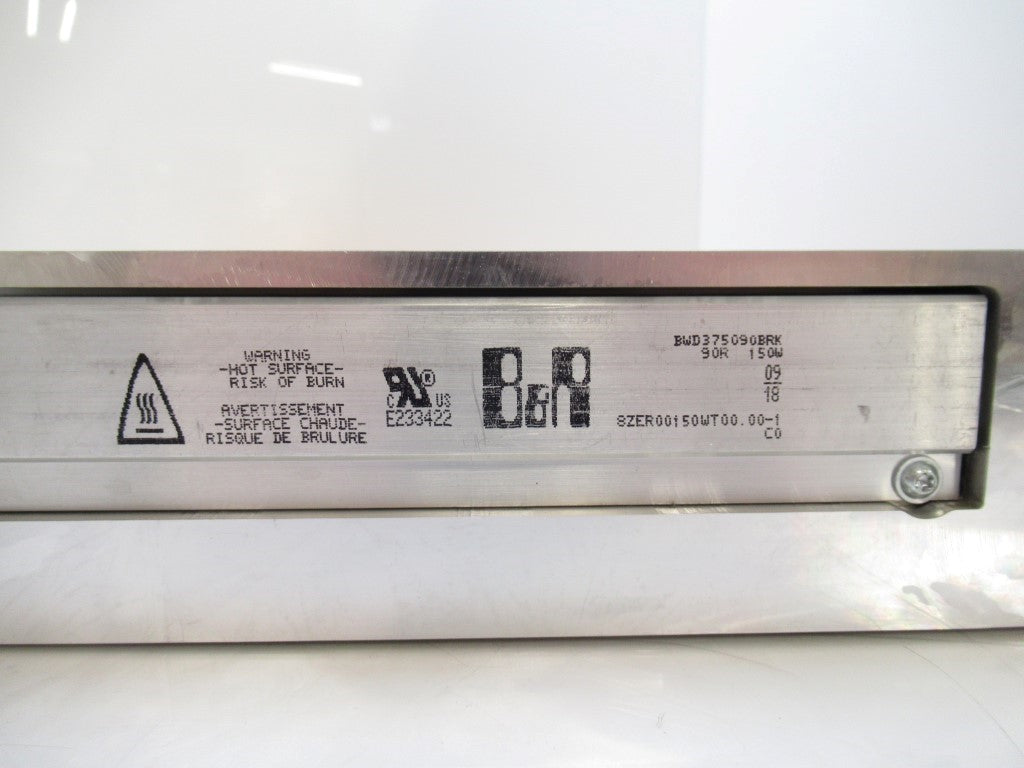 WARNING
-HOT SURFACE-
RISK OF BURN
AVERTISSEMENT
-SURFACE CHAUDE-
RISQUE DE BRULURE
C UR ® US
E233422
B&R
BWD375090BRK
90R 150W
09
18
8ZER00150WT00.00-1
C0